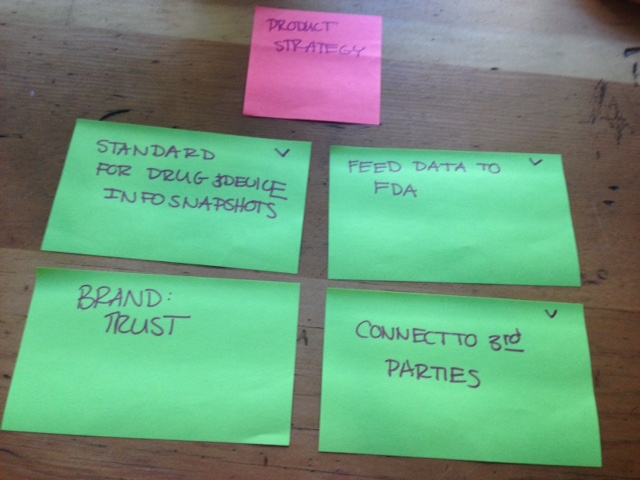 PRODUCT
STRATEGY
STANDARD
FOR DRUG & DEVICE
INFO SNAPSHOTS
FEED DATA TO
FDA
BRAND:
TRUST
CONNECT TO 3rd
PARTIES